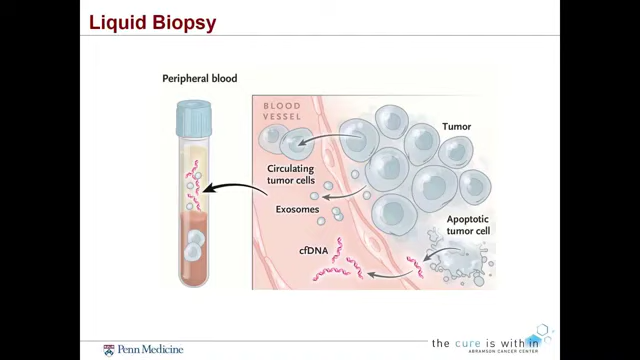 Liquid Biopsy
Peripheral blood
BLOOD
VESSEL
Tumor
Circulating
tumor cells
Exosomes
Apoptotic
tumor cell
cfDNA
Penn Medicine
the cure is within
ABRAMSON CANCER CENTER